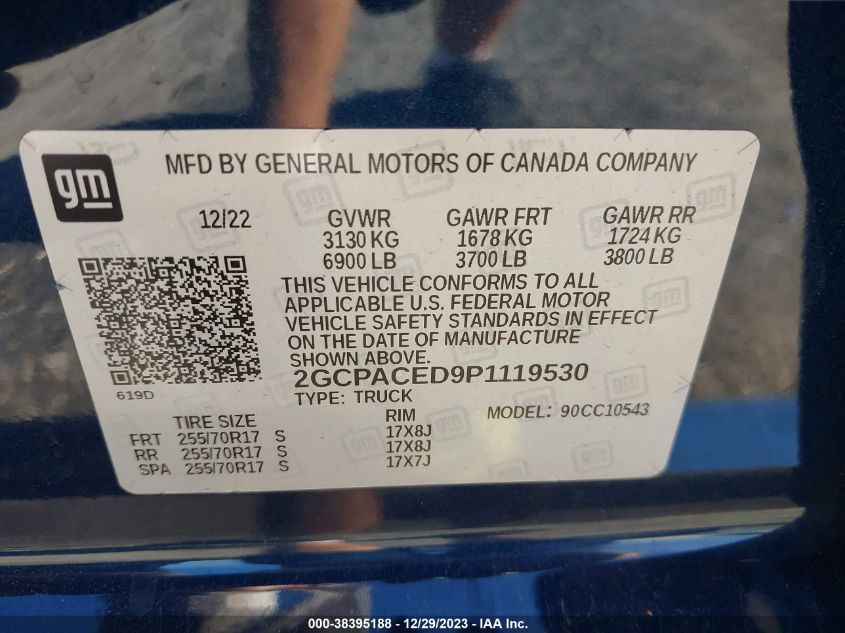 gm
MFD BY GENERAL MOTORS OF CANADA COMPANY
12/22 GVWR GAWR FRT GAWR RR
3130 KG 1678 KG 1724 KG
6900 LB 3700 LB 3800 LB
THIS VEHICLE CONFORMS TO ALL
APPLICABLE U.S. FEDERAL MOTOR
VEHICLE SAFETY STANDARDS IN EFFECT
ON THE DATE OF MANUFACTURE
SHOWN ABOVE.
2GCPACED9P1119530
619D
TYPE: TRUCK
TIRE SIZE RIM MODEL: 90CC10543
FRT 255/70R17 S 17X8J
RR 255/70R17 S 17X8J
SPA 255/70R17 S 17X7J
000-38395188 - 12/29/2023 - IAA Inc.